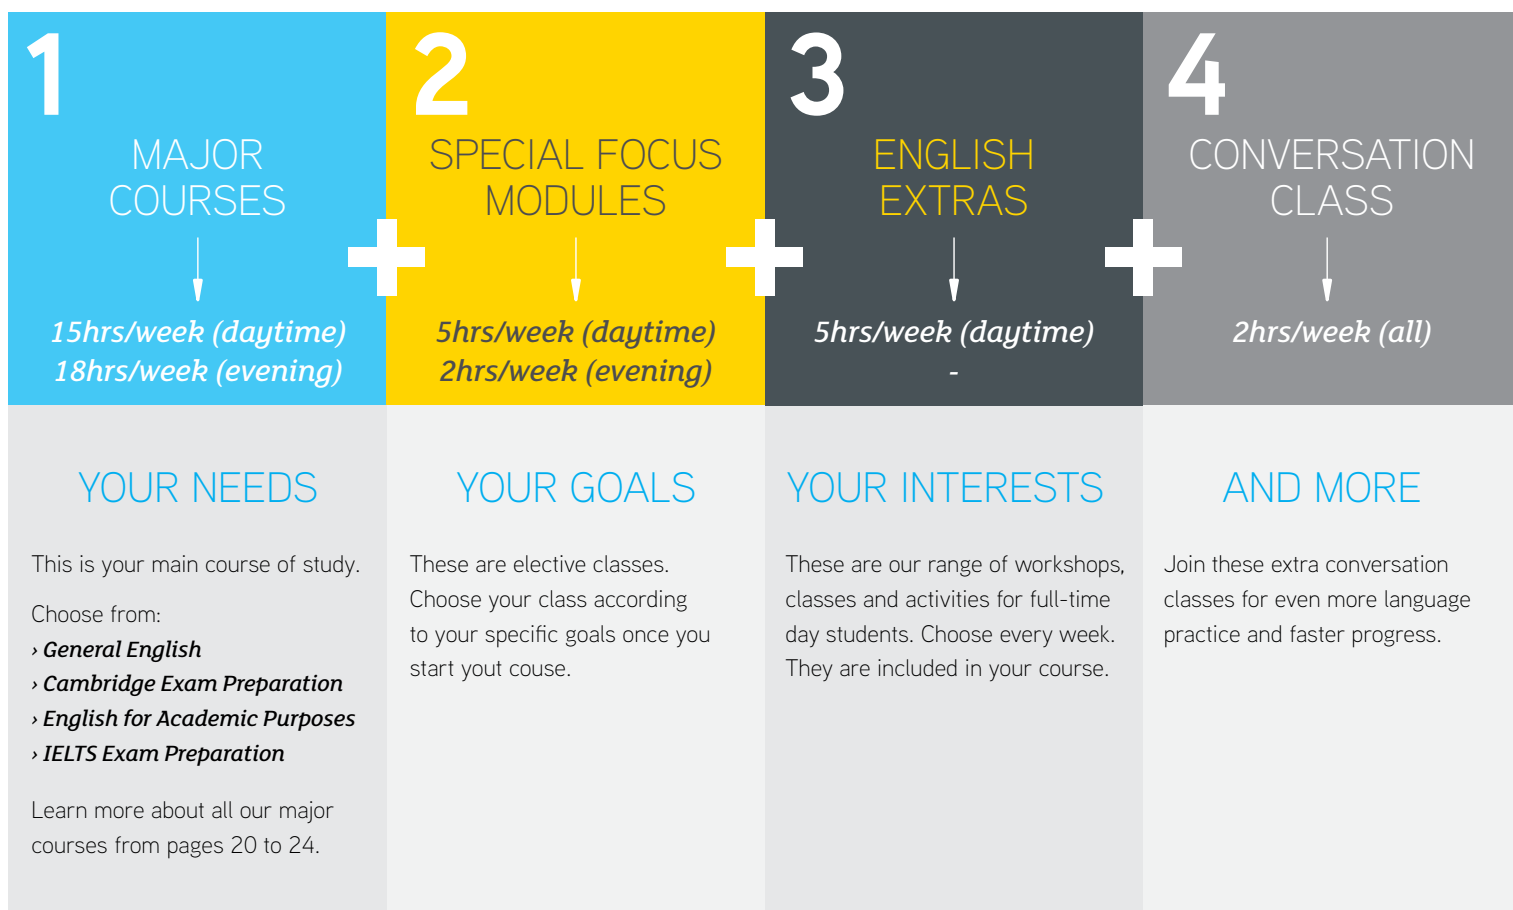 1
MAJOR
COURSES
15hrs/week (daytime)
18hrs/week (evening)
YOUR NEEDS
This is your main course of study.
Choose from:
› General English
› Cambridge Exam Preparation
› English for Academic Purposes
› IELTS Exam Preparation
Learn more about all our major
courses from pages 20 to 24.
2
SPECIAL FOCUS
MODULES
5hrs/week (daytime)
2hrs/week (evening)
YOUR GOALS
These are elective classes.
Choose your class according
to your specific goals once you
start yout couse.
3
ENGLISH
EXTRAS
5hrs/week (daytime)
-
YOUR INTERESTS
These are our range of workshops,
classes and activities for full-time
day students. Choose every week.
They are included in your course.
4
CONVERSATION
CLASS
2hrs/week (all)
AND MORE
Join these extra conversation
classes for even more language
practice and faster progress.